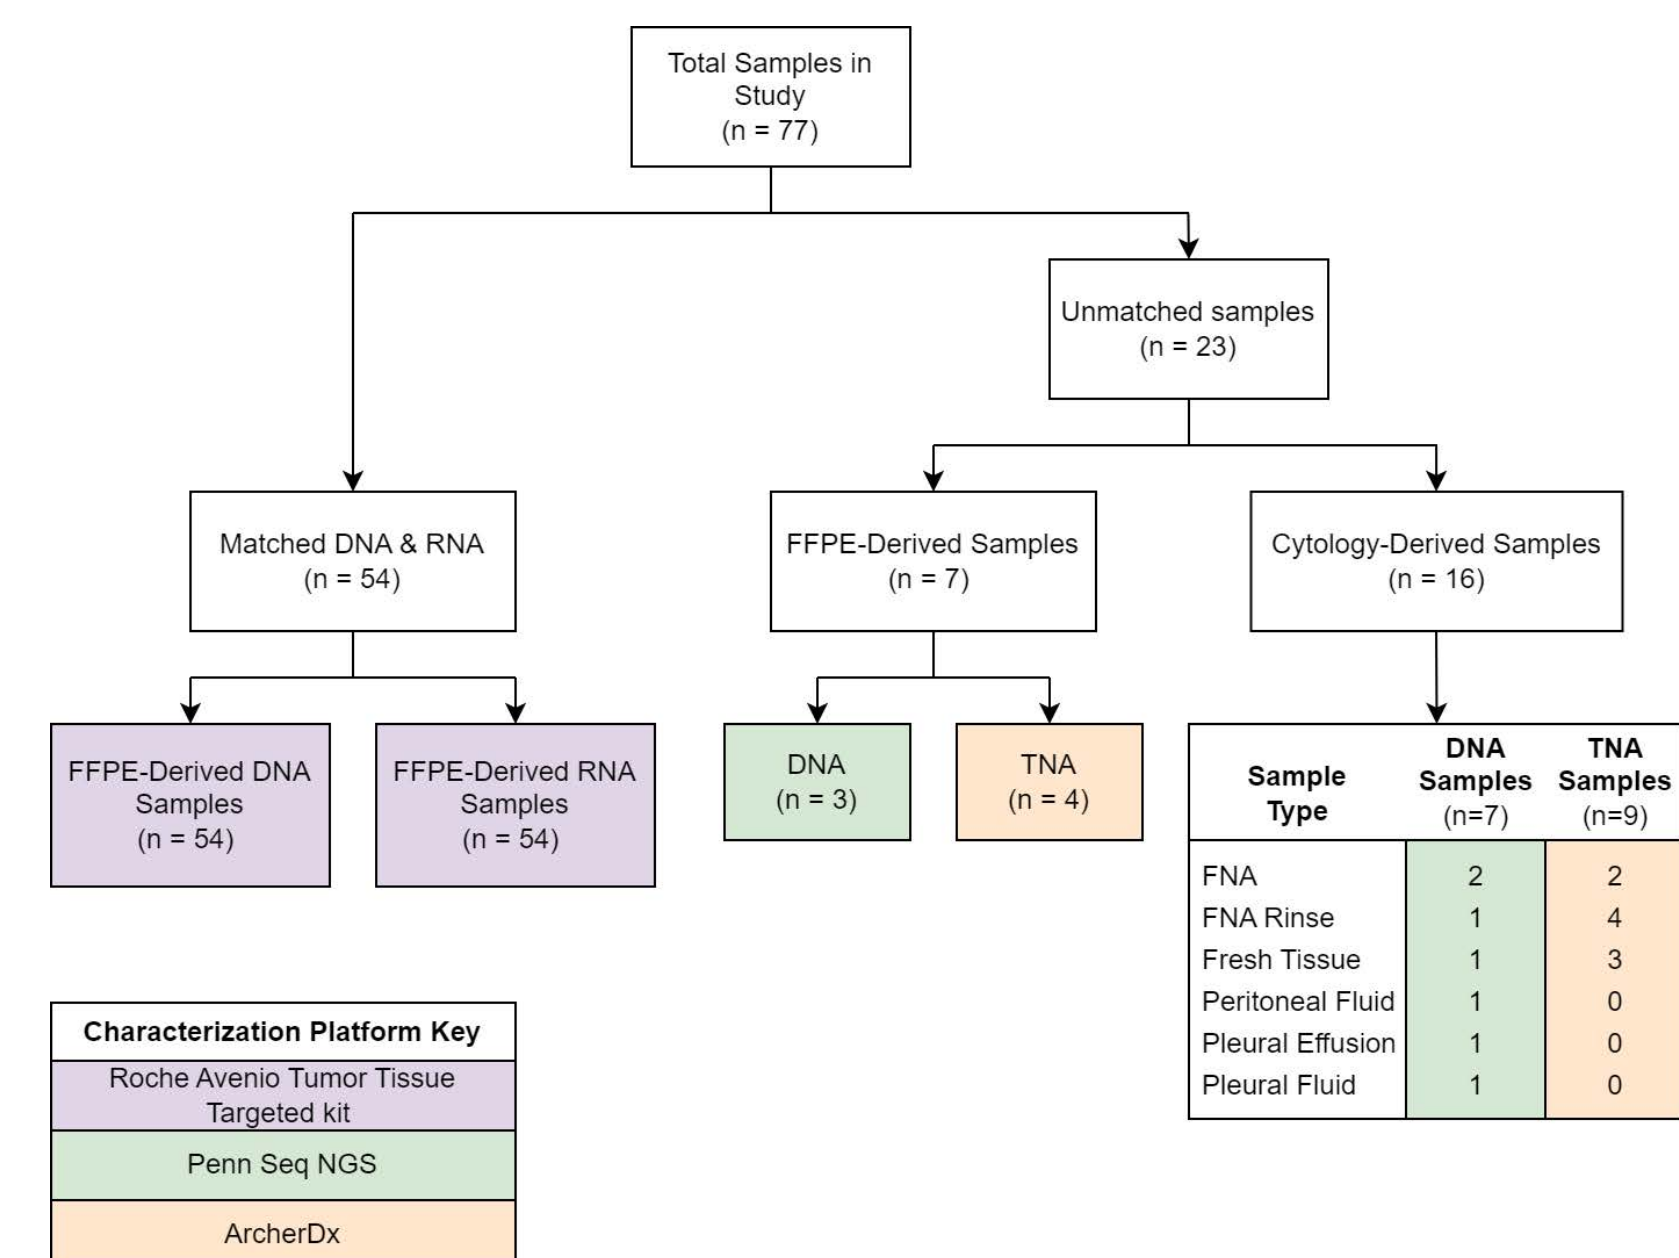 Total Samples in
Study
(n = 77)
Unmatched samples
(n = 23)
Matched DNA & RNA
(n = 54)
FFPE-Derived Samples
(n = 7)
Cytology-Derived Samples
(n = 16)
FFPE-Derived DNA
Samples
(n = 54)
FFPE-Derived RNA
Samples
(n = 54)
DNA
(n = 3)
TNA
(n = 4)
Sample
Type
DNA
Samples
(n=7)
TNA
Samples
(n=9)
FNA 2 2
FNA Rinse 1 4
Fresh Tissue 1 3
Peritoneal Fluid 1 0
Pleural Effusion 1 0
Pleural Fluid 1 0
Characterization Platform Key
Roche Avenio Tumor Tissue
Targeted kit
Penn Seq NGS
ArcherDx